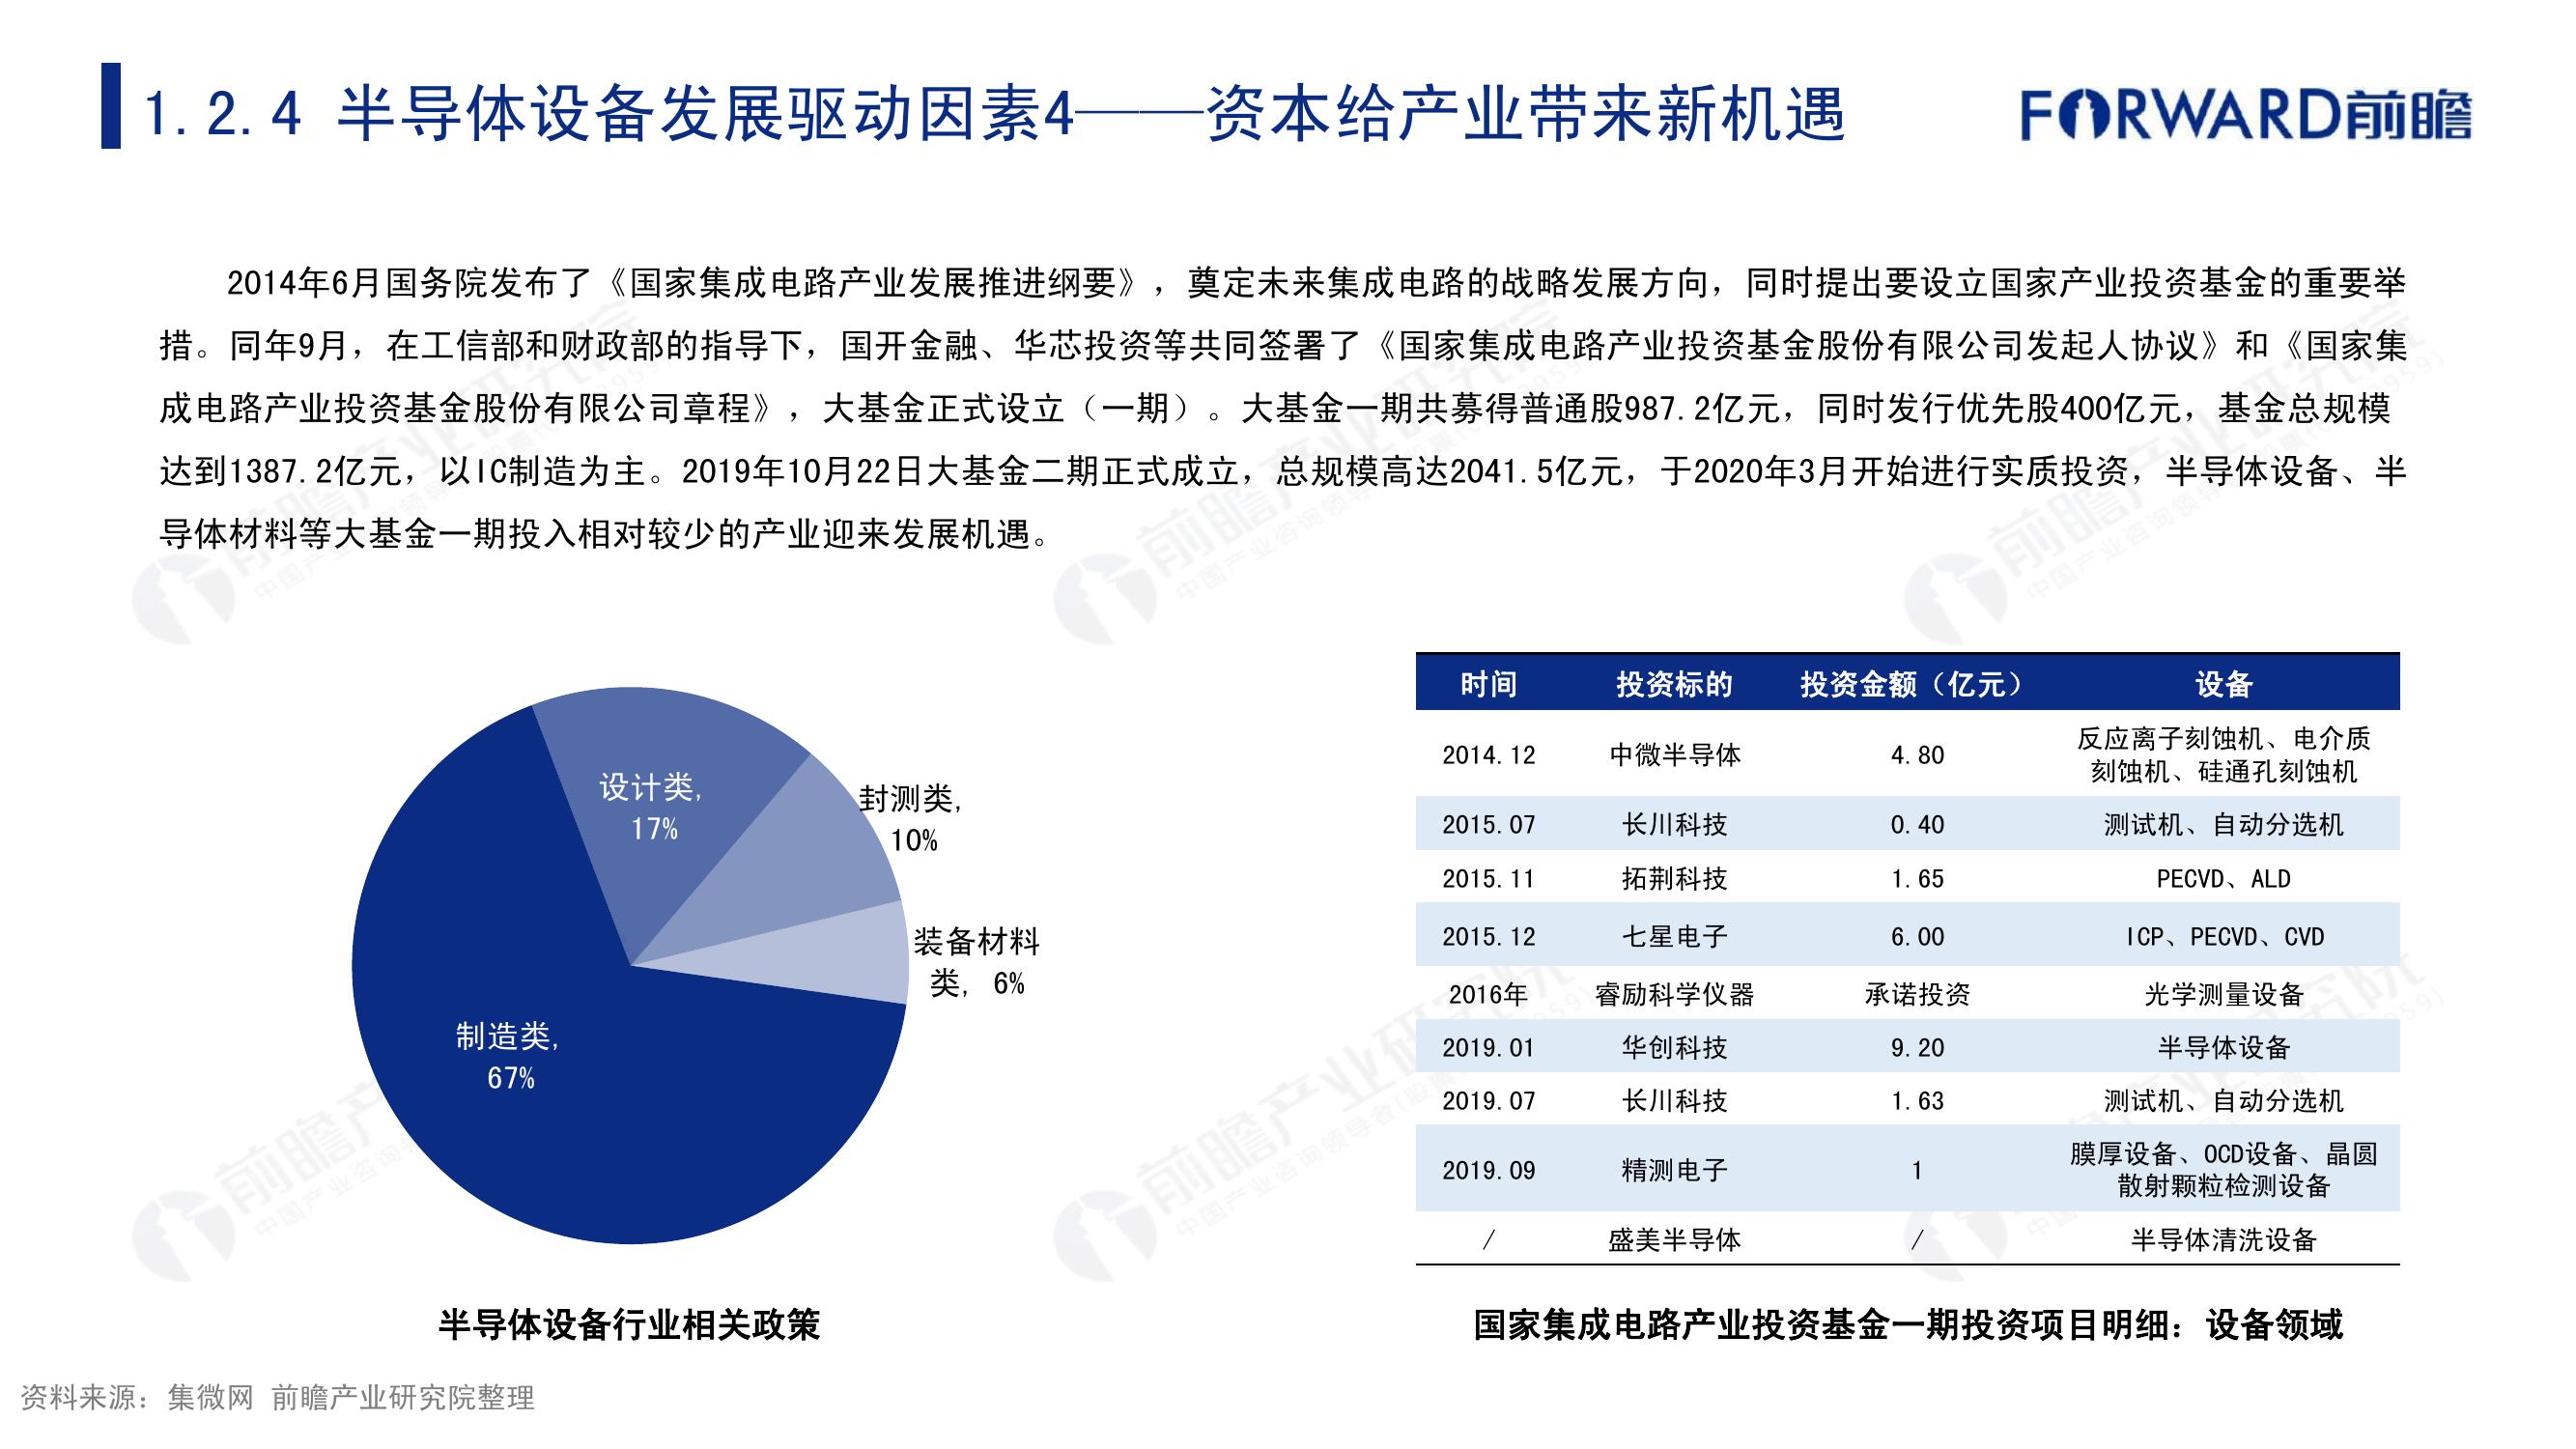 1.2.4 半导体设备发展驱动因素4——资本给产业带来新机遇
FORWARD前瞻
2014年6月国务院发布了《国家集成电路产业发展推进纲要》，奠定未来集成电路的战略发展方向，同时提出要设立国家产业投资基金的重要举
措。同年9月，在工信部和财政部的指导下，国开金融、华芯投资等共同签署了《国家集成电路产业投资基金股份有限公司发起人协议》和《国家集
成电路产业投资基金股份有限公司章程》，大基金正式设立（一期）。大基金一期共募得普通股987.2亿元，同时发行优先股400亿元，基金总规模
达到1387.2亿元，以IC制造为主。2019年10月22日大基金二期正式成立，总规模高达2041.5亿元，于2020年3月开始进行实质投资，半导体设备、半
导体材料等大基金一期投入相对较少的产业迎来发展机遇。
设计类,
17%
封测类,
10%
装备材料
类, 6%
制造类,
67%
半导体设备行业相关政策
时间 投资标的 投资金额（亿元） 设备
2014.12 中微半导体 4.80 反应离子刻蚀机、电介质
刻蚀机、硅通孔刻蚀机
2015.07 长川科技 0.40 测试机、自动分选机
2015.11 拓荆科技 1.65 PECVD、ALD
2015.12 七星电子 6.00 ICP、PECVD、CVD
2016年 睿励科学仪器 承诺投资 光学测量设备
2019.01 华创科技 9.20 半导体设备
2019.07 长川科技 1.63 测试机、自动分选机
2019.09 精测电子 1 膜厚设备、OCD设备、晶圆
散射颗粒检测设备
/ 盛美半导体 / 半导体清洗设备
国家集成电路产业投资基金一期投资项目明细：设备领域
资料来源：集微网 前瞻产业研究院整理